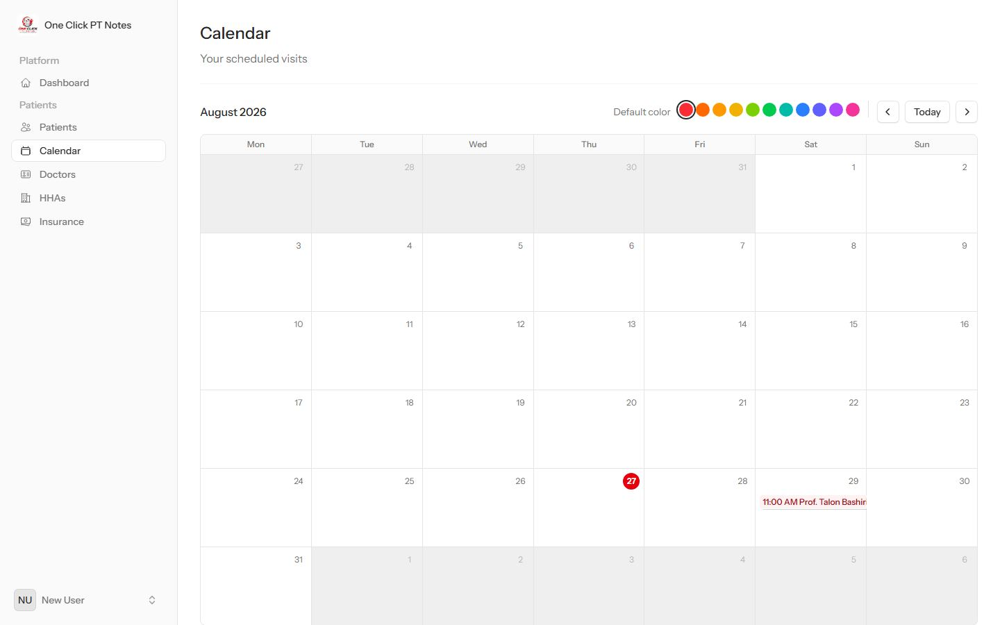 One Click PT Notes
Platform
Dashboard
Patients
Patients
Calendar
Doctors
HHAs
Insurance
NU New User
Calendar
Your scheduled visits
August 2026
Default color
Today
Mon Tue Wed Thu Fri Sat Sun
27 28 29 30 31 1 2
3 4 5 6 7 8 9
10 11 12 13 14 15 16
17 18 19 20 21 22 23
24 25 26 27 28 29 30
11:00 AM Prof. Talon Bashiri
31 1 2 3 4 5 6